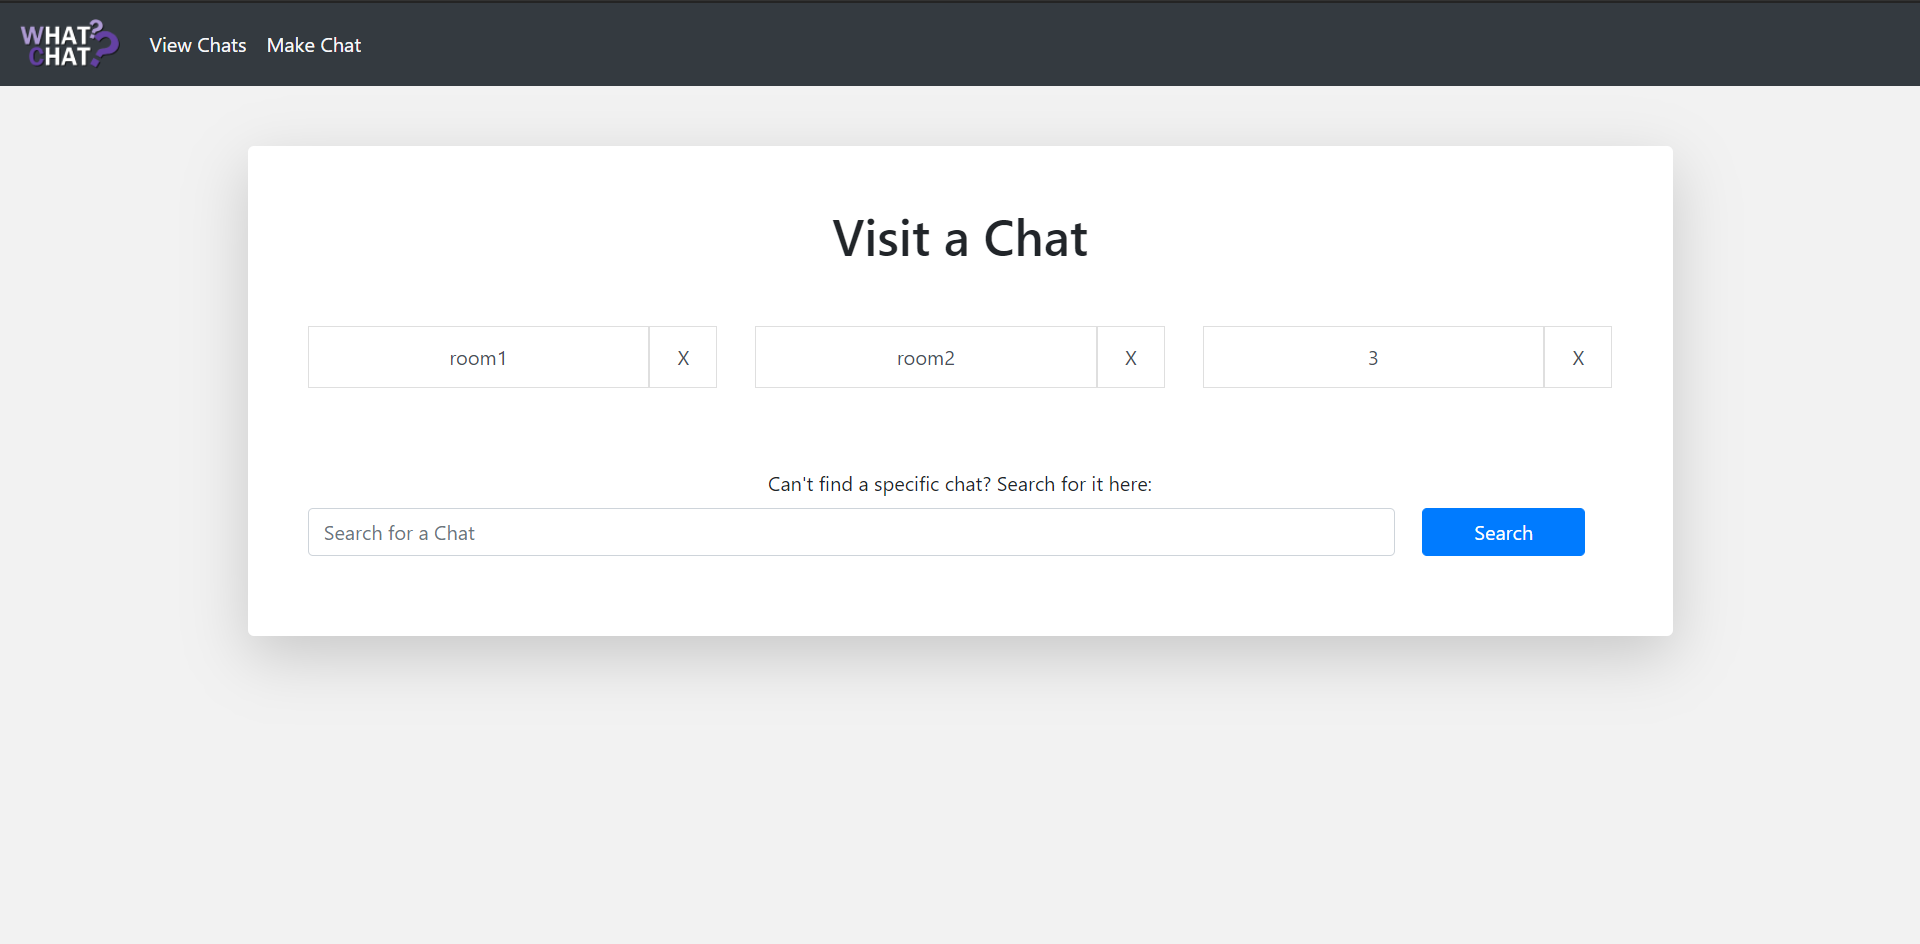 WHAT?
CHAT?
View Chats Make Chat
Visit a Chat
room1 X room2 X 3 X
Can't find a specific chat? Search for it here:
Search for a Chat Search